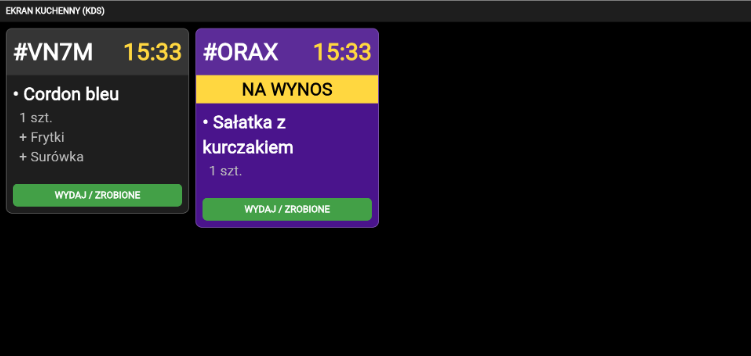 EKRAN KUCHENNY (KDS)
#VN7M 15:33
• Cordon bleu
1 szt.
+ Frytki
+ Surówka
WYDAJ / ZROBIONE
#ORAX 15:33
NA WYNOS
• Sałatka z
kurczakiem
1 szt.
WYDAJ / ZROBIONE